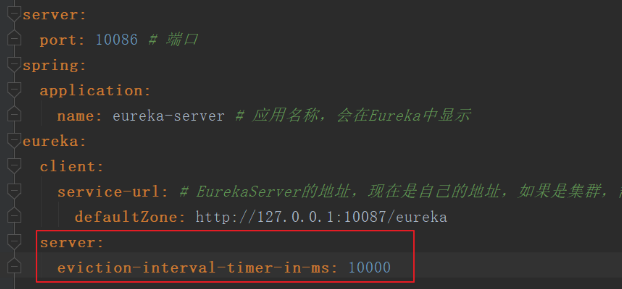 server:
  port: 10086 # 端口
spring:
  application:
    name: eureka-server # 应用名称，会在Eureka中显示
eureka:
  client:
    service-url: # EurekaServer的地址，现在是自己的地址，如果是集群，
      defaultZone: http://127.0.0.1:10087/eureka
  server:
    eviction-interval-timer-in-ms: 10000